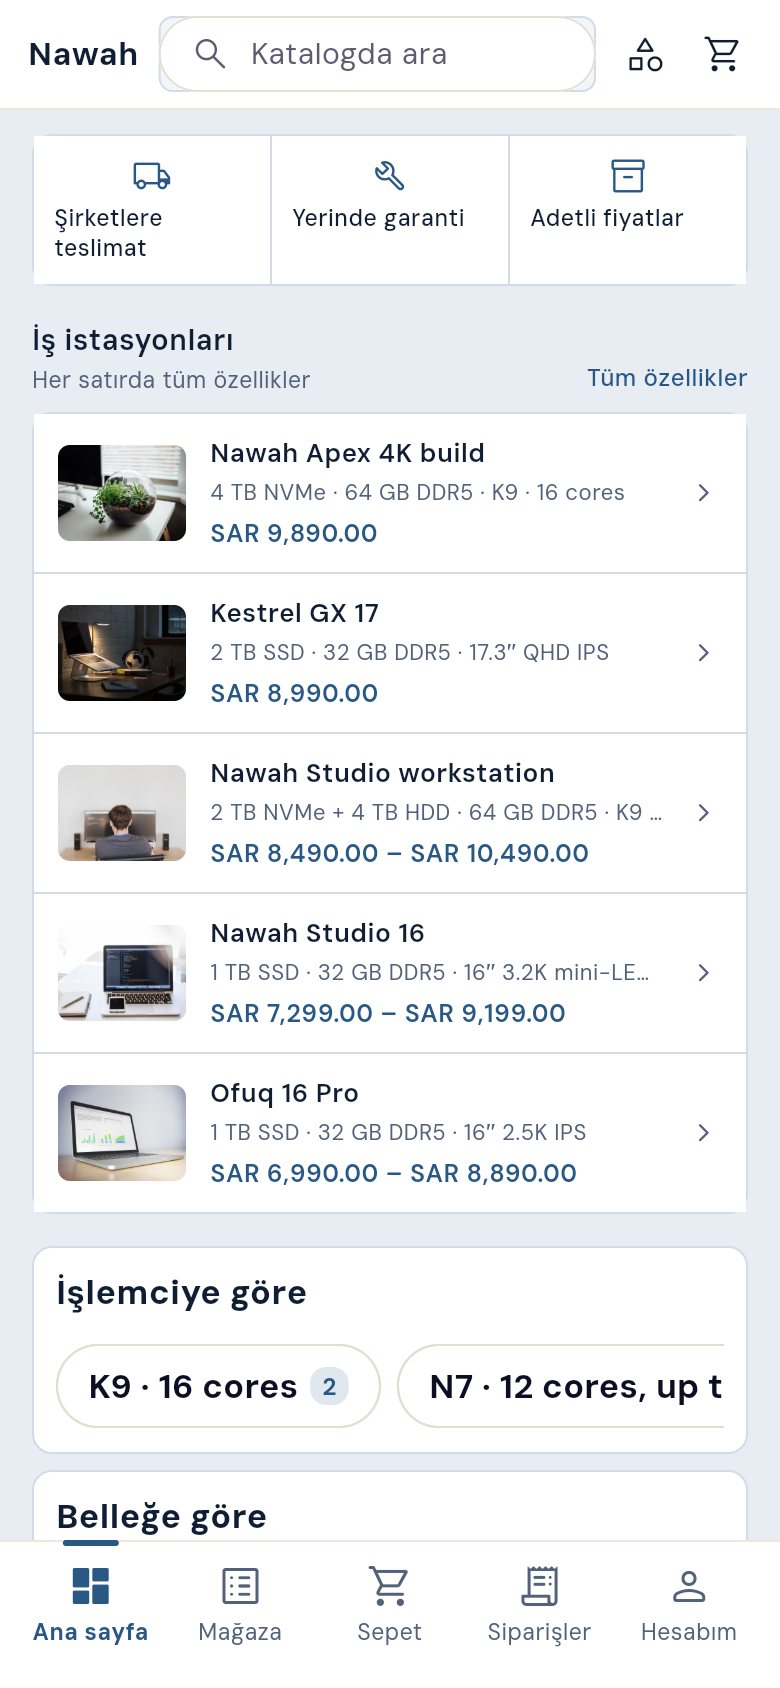 Nawah
Katalogda ara
Şirketlere
teslimat
Yerinde garanti
Adetli fiyatlar
İş istasyonları
Her satırda tüm özellikler
Tüm özellikler
Nawah Apex 4K build
4 TB NVMe · 64 GB DDR5 · K9 · 16 cores
SAR 9,890.00
Kestrel GX 17
2 TB SSD · 32 GB DDR5 · 17.3″ QHD IPS
SAR 8,990.00
Nawah Studio workstation
2 TB NVMe + 4 TB HDD · 64 GB DDR5 · K9 ...
SAR 8,490.00 – SAR 10,490.00
Nawah Studio 16
1 TB SSD · 32 GB DDR5 · 16″ 3.2K mini-LE...
SAR 7,299.00 – SAR 9,199.00
Ofuq 16 Pro
1 TB SSD · 32 GB DDR5 · 16″ 2.5K IPS
SAR 6,990.00 – SAR 8,890.00
İşlemciye göre
K9 · 16 cores 2
N7 · 12 cores, up t
Belleğe göre
Ana sayfa
Mağaza
Sepet
Siparişler
Hesabım